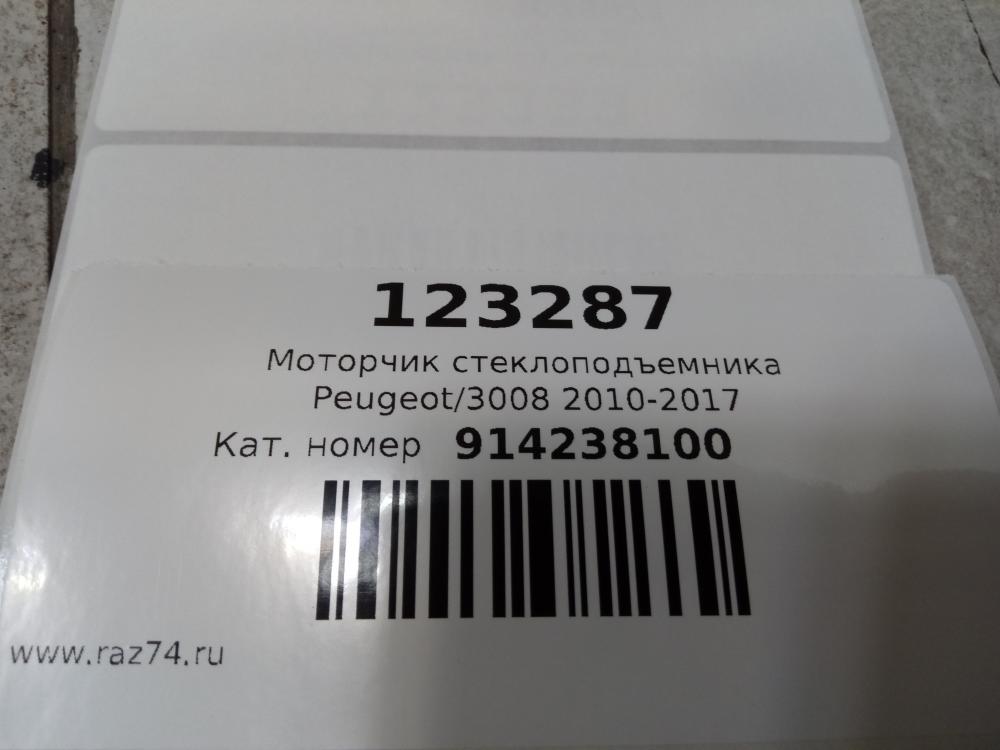 123287
Моторчик стеклоподъемника
Peugeot/3008 2010-2017
Кат. номер 914238100
www.raz74.ru